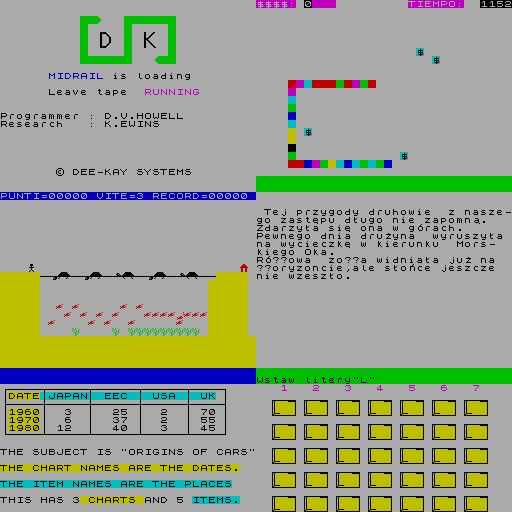 D K
MIDRAIL is loading
Leave tape RUNNING
Programmer : D.V.HOWELL
Research : K.EWINS
© DEE-KAY SYSTEMS
$$$$: 0 TIEMPO: 1152
$
$
$
$
PUNTI=00000 VITE=3 RECORD=00000
Tej przygody druhowie z nasze-
go zastępu długo nie zapomną.
Zdarzyła się ona w górach.
Pewnego dnia drużyna wyruszyła
na wycieczkę w kierunku Mors-
kiego Oka.
Ró??owa zo??a widniała już na
??oryzoncie,ale słońce jeszcze
nie wzeszło.
Wstaw litery"L"
DATE JAPAN EEC USA UK
1960 3 25 2 70
1970 6 37 2 55
1980 12 40 3 45
THE SUBJECT IS "ORIGINS OF CARS"
THE CHART NAMES ARE THE DATES.
THE ITEM NAMES ARE THE PLACES
THIS HAS 3 CHARTS AND 5 ITEMS.
1 2 3 4 5 6 7